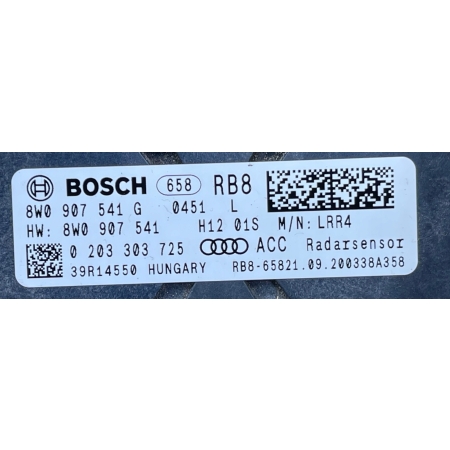 BOSCH 658 RB8
8W0 907 541 G 0451 L
HW: 8W0 907 541 H12 01S M/N: LRR4
0 203 303 725 ACC Radarsensor
39R14550 HUNGARY RB8-65821.09.200338A358